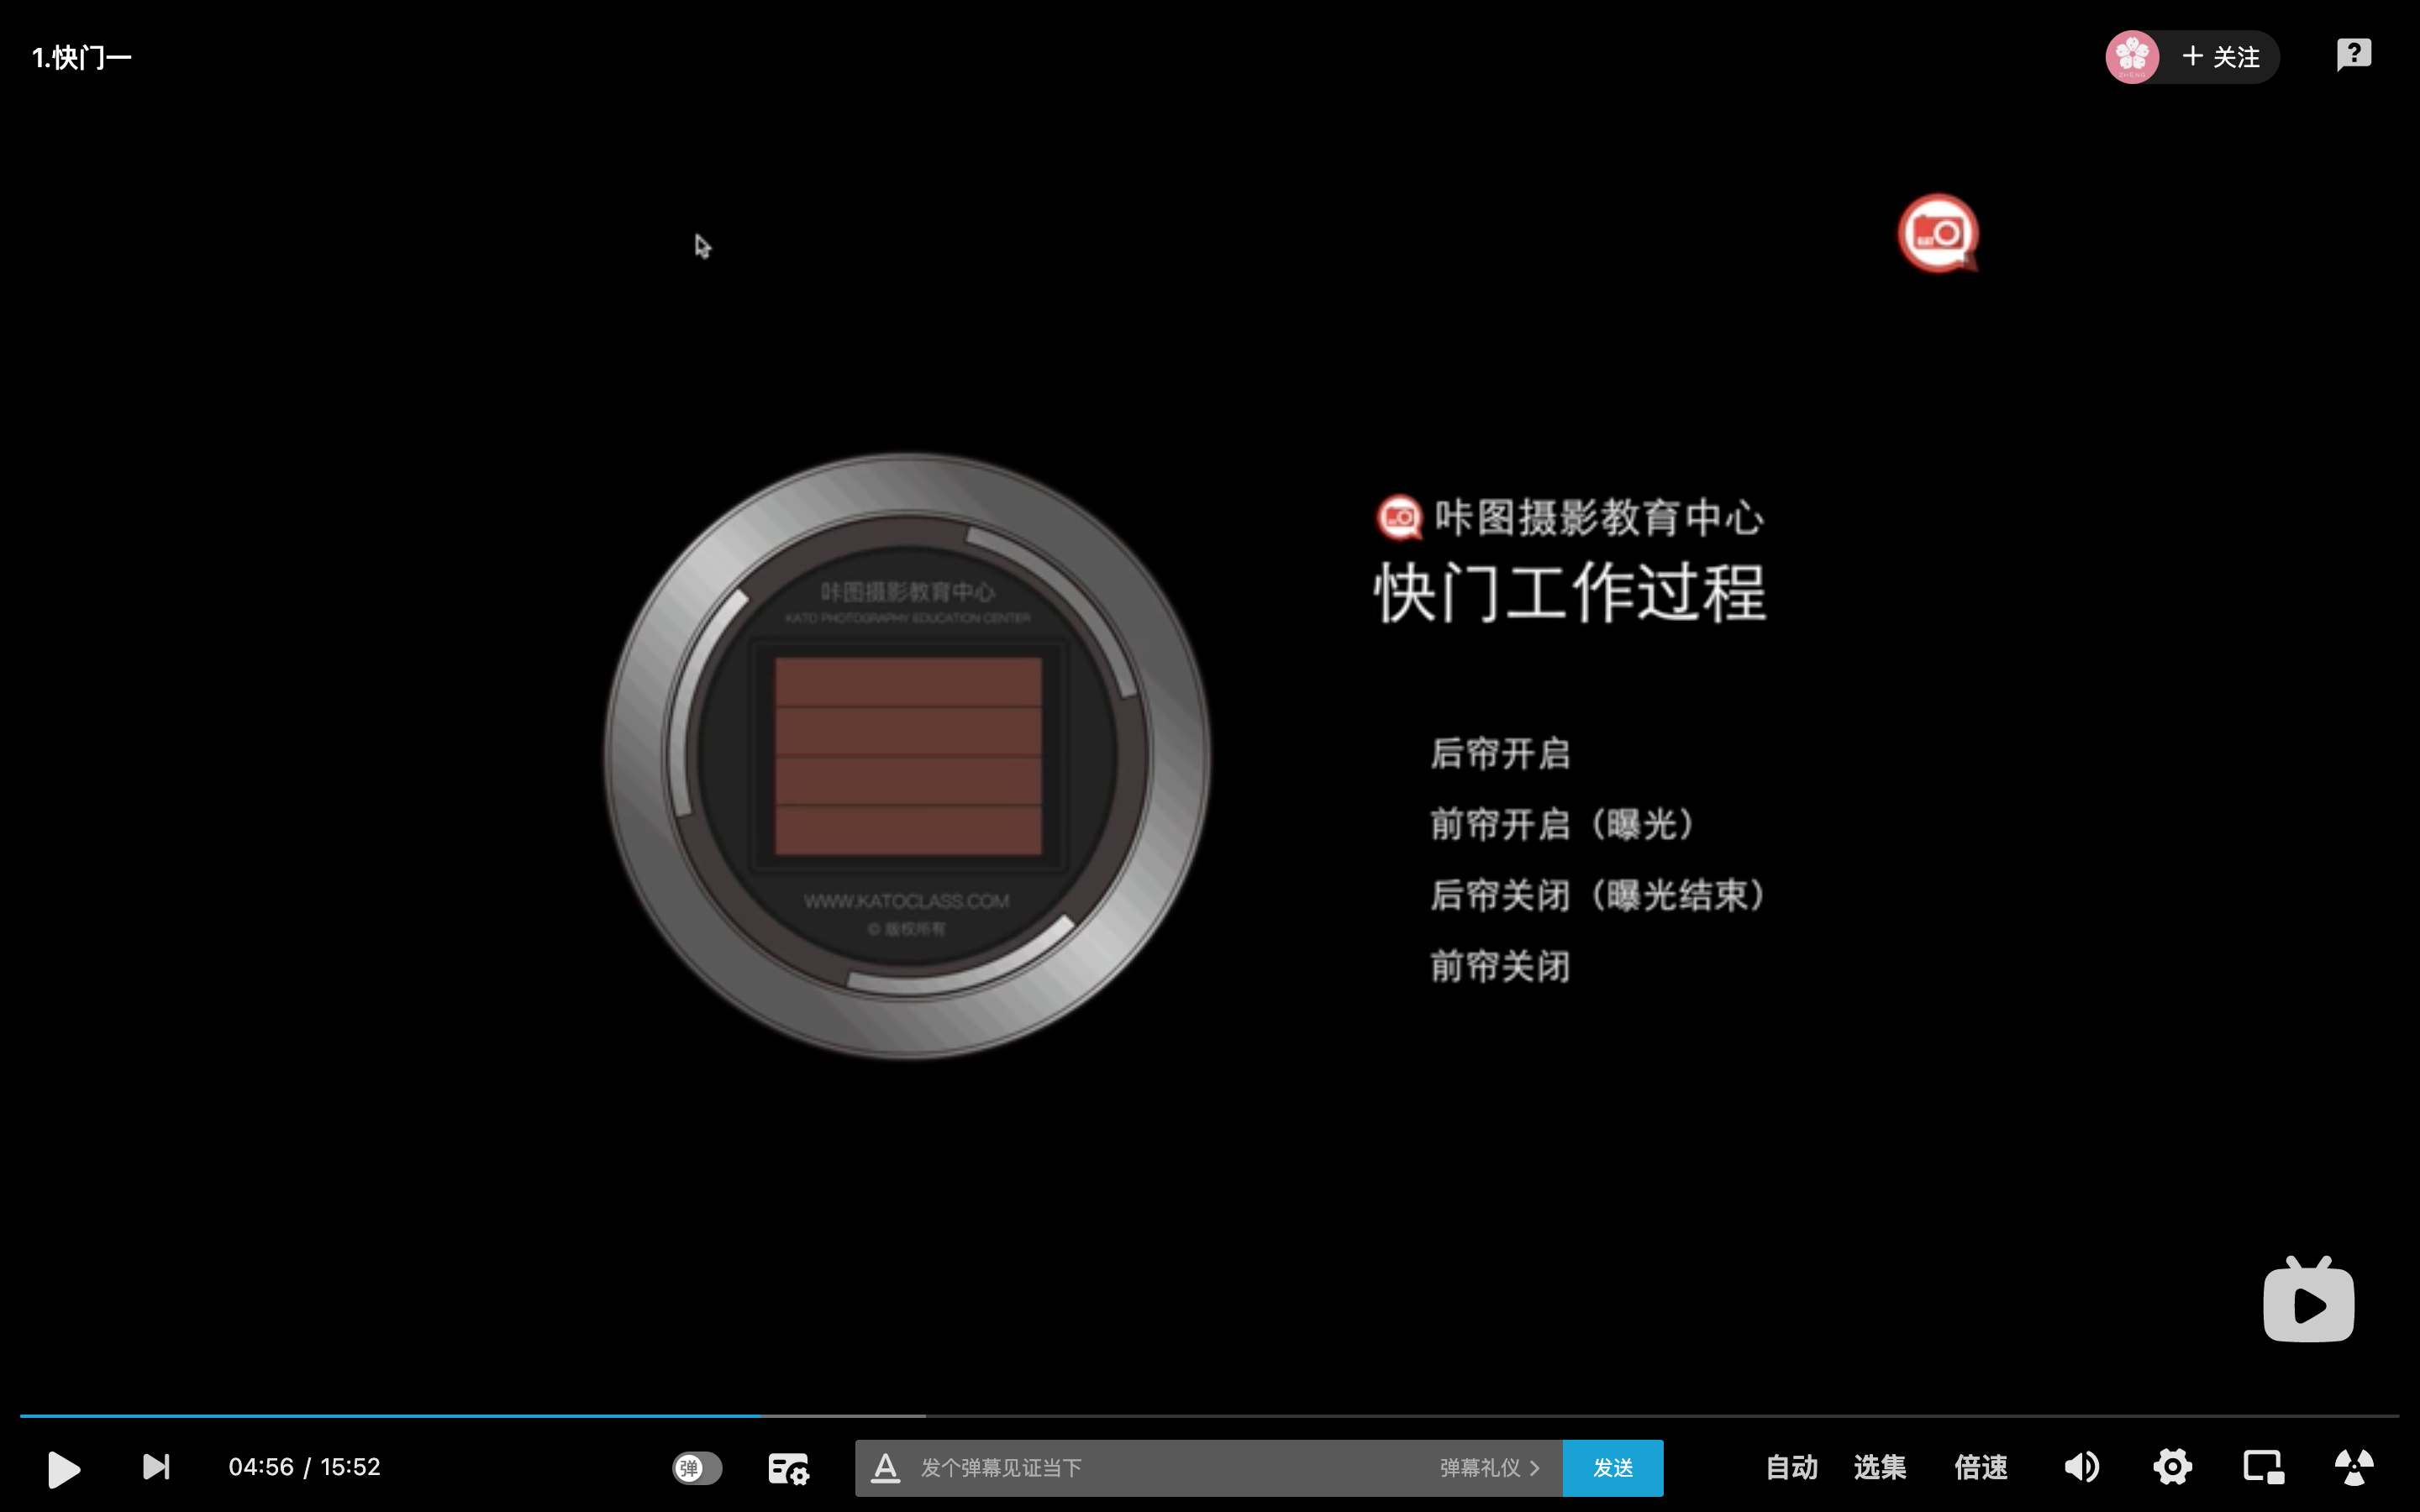 1.快门一
+ 关注
咔图摄影教育中心
快门工作过程
后帘开启
前帘开启（曝光）
后帘关闭（曝光结束）
前帘关闭
咔图摄影教育中心
KATO PHOTOGRAPHY EDUCATION CENTER
WWW.KATOCLASS.COM
© 版权所有
04:56 / 15:52
弹
发个弹幕见证当下
弹幕礼仪
发送
自动
选集
倍速